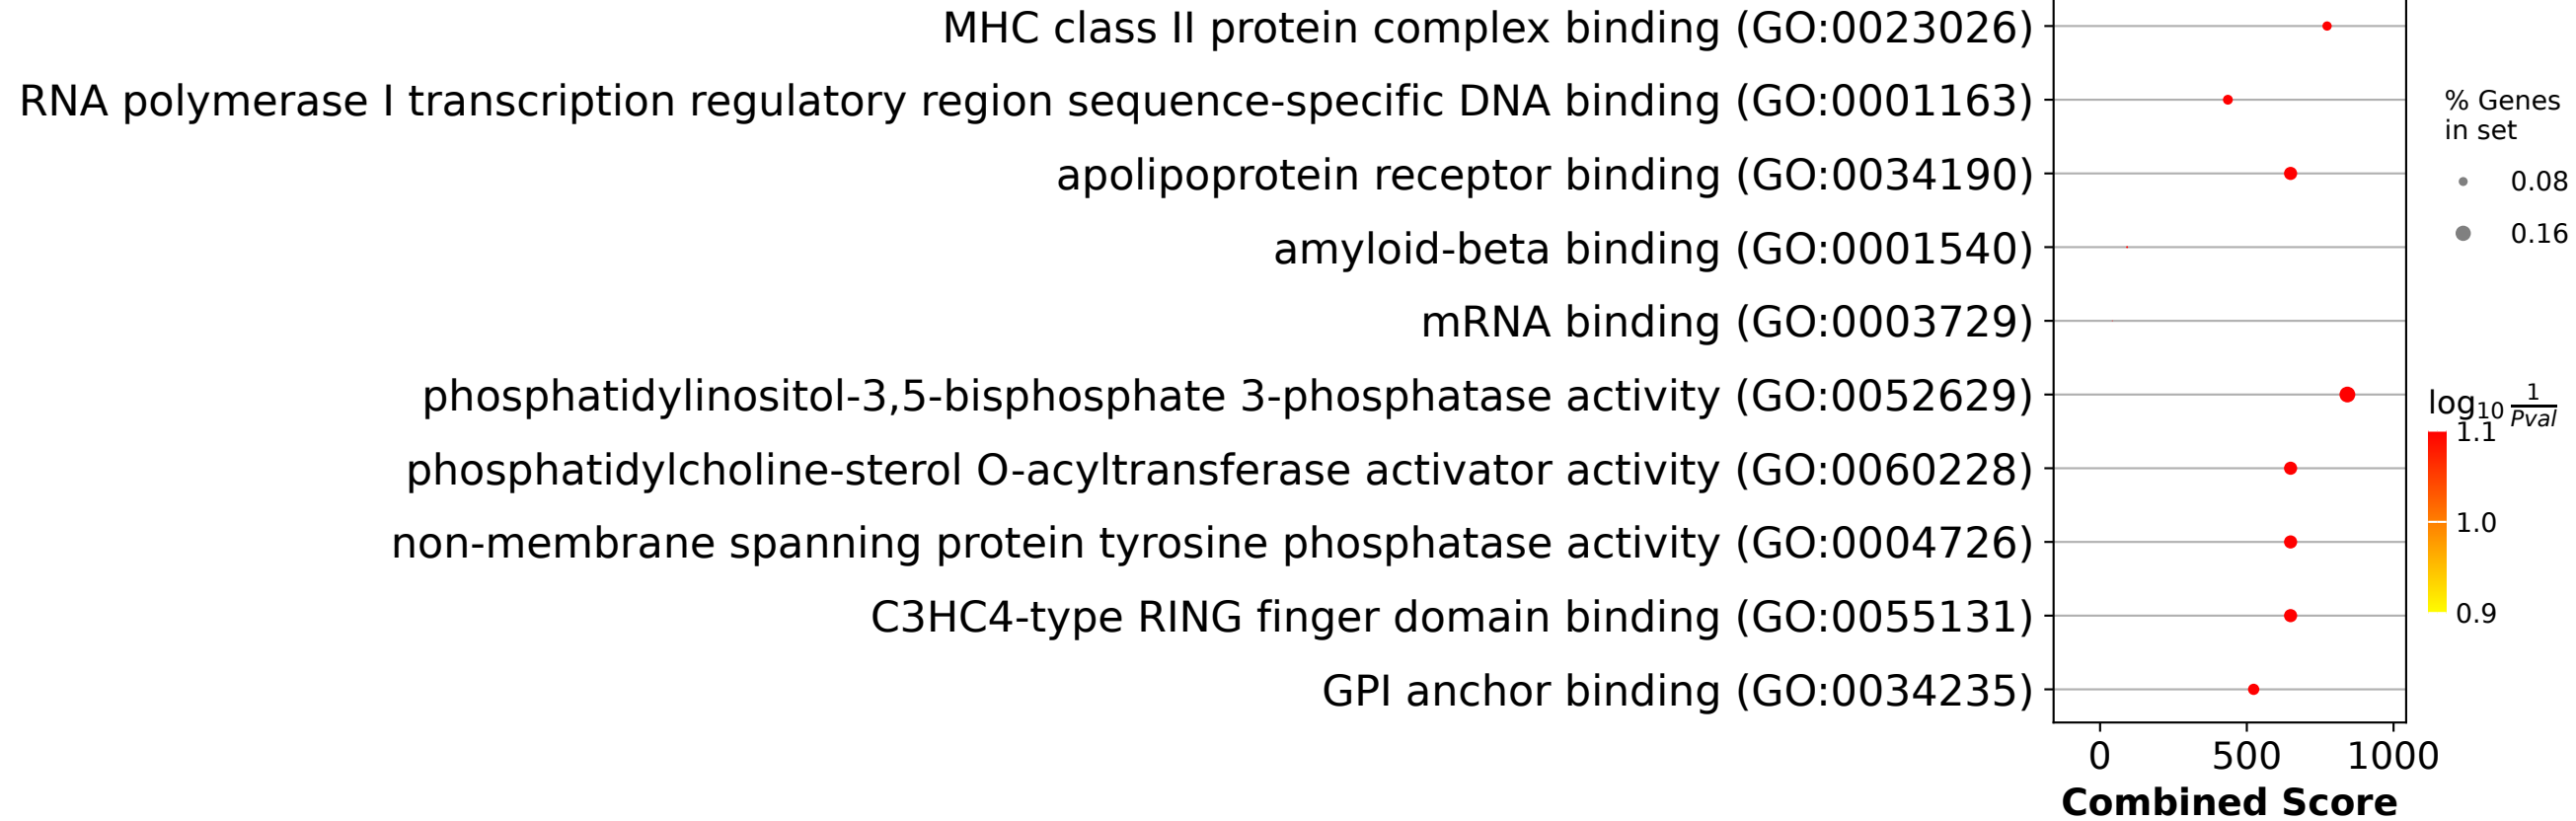 MHC class II protein complex binding (GO:0023026)
RNA polymerase I transcription regulatory region sequence-specific DNA binding (GO:0001163)
apolipoprotein receptor binding (GO:0034190)
amyloid-beta binding (GO:0001540)
mRNA binding (GO:0003729)
phosphatidylinositol-3,5-bisphosphate 3-phosphatase activity (GO:0052629)
phosphatidylcholine-sterol O-acyltransferase activator activity (GO:0060228)
non-membrane spanning protein tyrosine phosphatase activity (GO:0004726)
C3HC4-type RING finger domain binding (GO:0055131)
GPI anchor binding (GO:0034235)
0 500 1000
Combined Score
% Genes
in set
0.08
0.16
log₁₀ 1/Pval
1.1
1.0
0.9